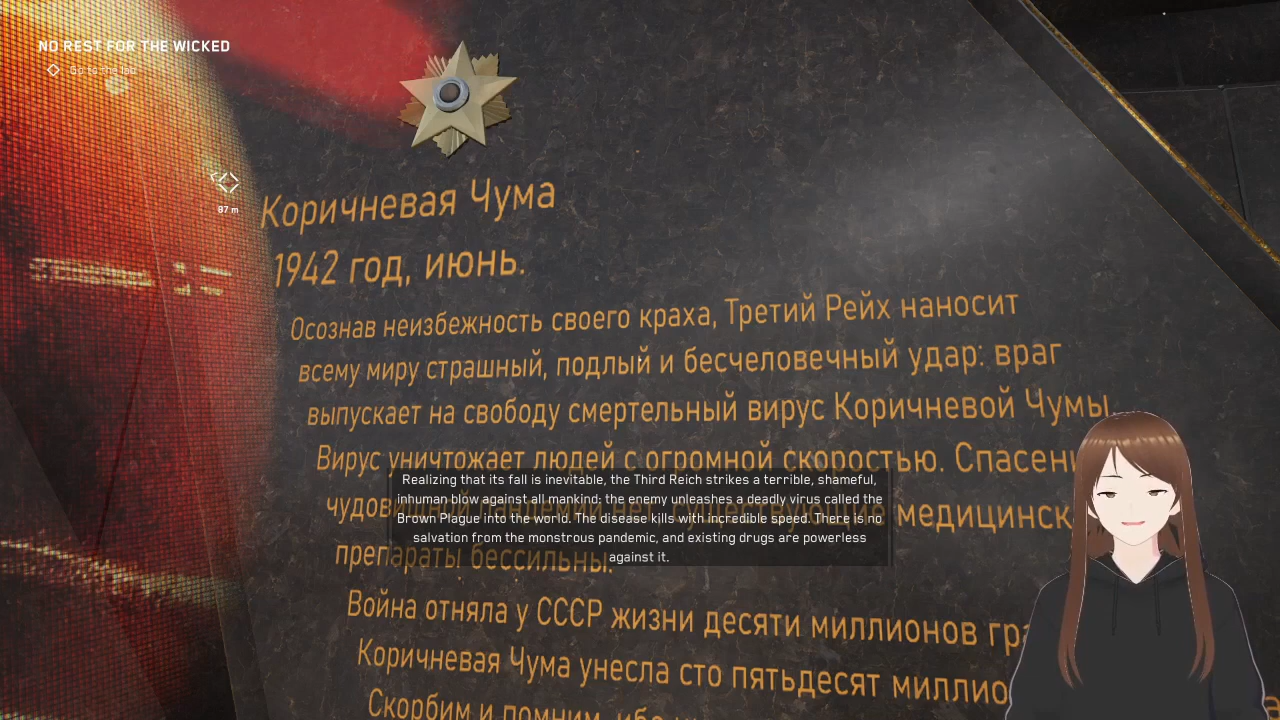 NO REST FOR THE WICKED
Go to the lab
87 m
Коричневая Чума
1942 год, июнь.
Осознав неизбежность своего краха, Третий Рейх наносит
всему миру страшный, подлый и бесчеловечный удар: враг
выпускает на свободу смертельный вирус Коричневой Чумы.
Вирус уничтожает людей с огромной скоростью.
медицинск
препараты бессильны.
Война отняла у СССР жизни десяти миллионов
Коричневая Чума унесла сто пятьдесят
Скорбим и помним, ибо
Realizing that its fall is inevitable, the Third Reich strikes a terrible, shameful,
inhuman blow against all mankind: the enemy unleashes a deadly virus called the
Brown Plague into the world. The disease kills with incredible speed. There is no
salvation from the monstrous pandemic, and existing drugs are powerless
against it.